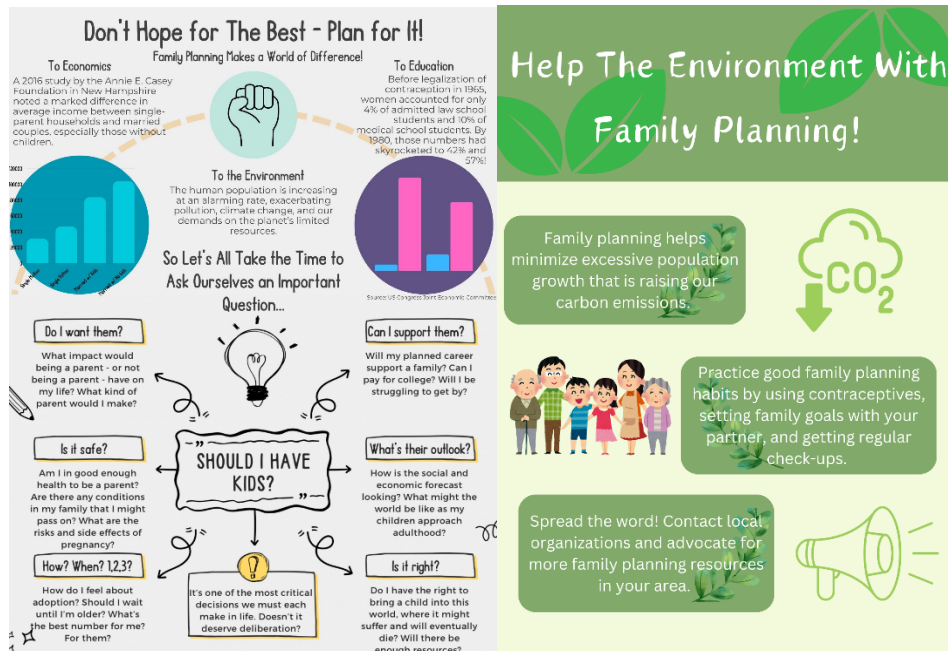 Don't Hope for The Best - Plan for It!
Family Planning Makes a World of Difference!
To Economics
A 2016 study by the Annie E. Casey
Foundation in New Hampshire
noted a marked difference in
average income between single-
parent households and married
couples, especially those without
children.
To Education
Before legalization of
contraception in 1965,
women accounted for only
4% of admitted law school
students and 10% of
medical school students. By
1980, those numbers had
skyrocketed to 42% and
57%!
To the Environment
The human population is increasing
at an alarming rate, exacerbating
pollution, climate change, and our
demands on the planet's limited
resources.
Source: US Congress Joint Economic Committee
So Let's All Take the Time to
Ask Ourselves an Important
Question...
Do I want them?
What impact would
being a parent - or not
being a parent - have on
my life? What kind of
parent would I make?
Can I support them?
Will my planned career
support a family? Can I
pay for college? Will I be
struggling to get by?
Is it safe?
Am I in good enough
health to be a parent?
Are there any conditions
in my family that I might
pass on? What are the
risks and side effects of
pregnancy?
SHOULD I HAVE
KIDS?
What's their outlook?
How is the social and
economic forecast
looking? What might the
world be like as my
children approach
adulthood?
How? When? 1,2,3?
How do I feel about
adoption? Should I wait
until I'm older? What's
the best number for me?
For them?
It's one of the most critical
decisions we must each
make in life. Doesn't it
deserve deliberation?
Is it right?
Do I have the right to
bring a child into this
world, where it might
suffer and will eventually
die? Will there be
enough resources?
Help The Environment With
Family Planning!
Family planning helps
minimize excessive population
growth that is raising our
carbon emissions.
CO2
Practice good family planning
habits by using contraceptives,
setting family goals with your
partner, and getting regular
check-ups.
Spread the word! Contact local
organizations and advocate for
more family planning resources
in your area.